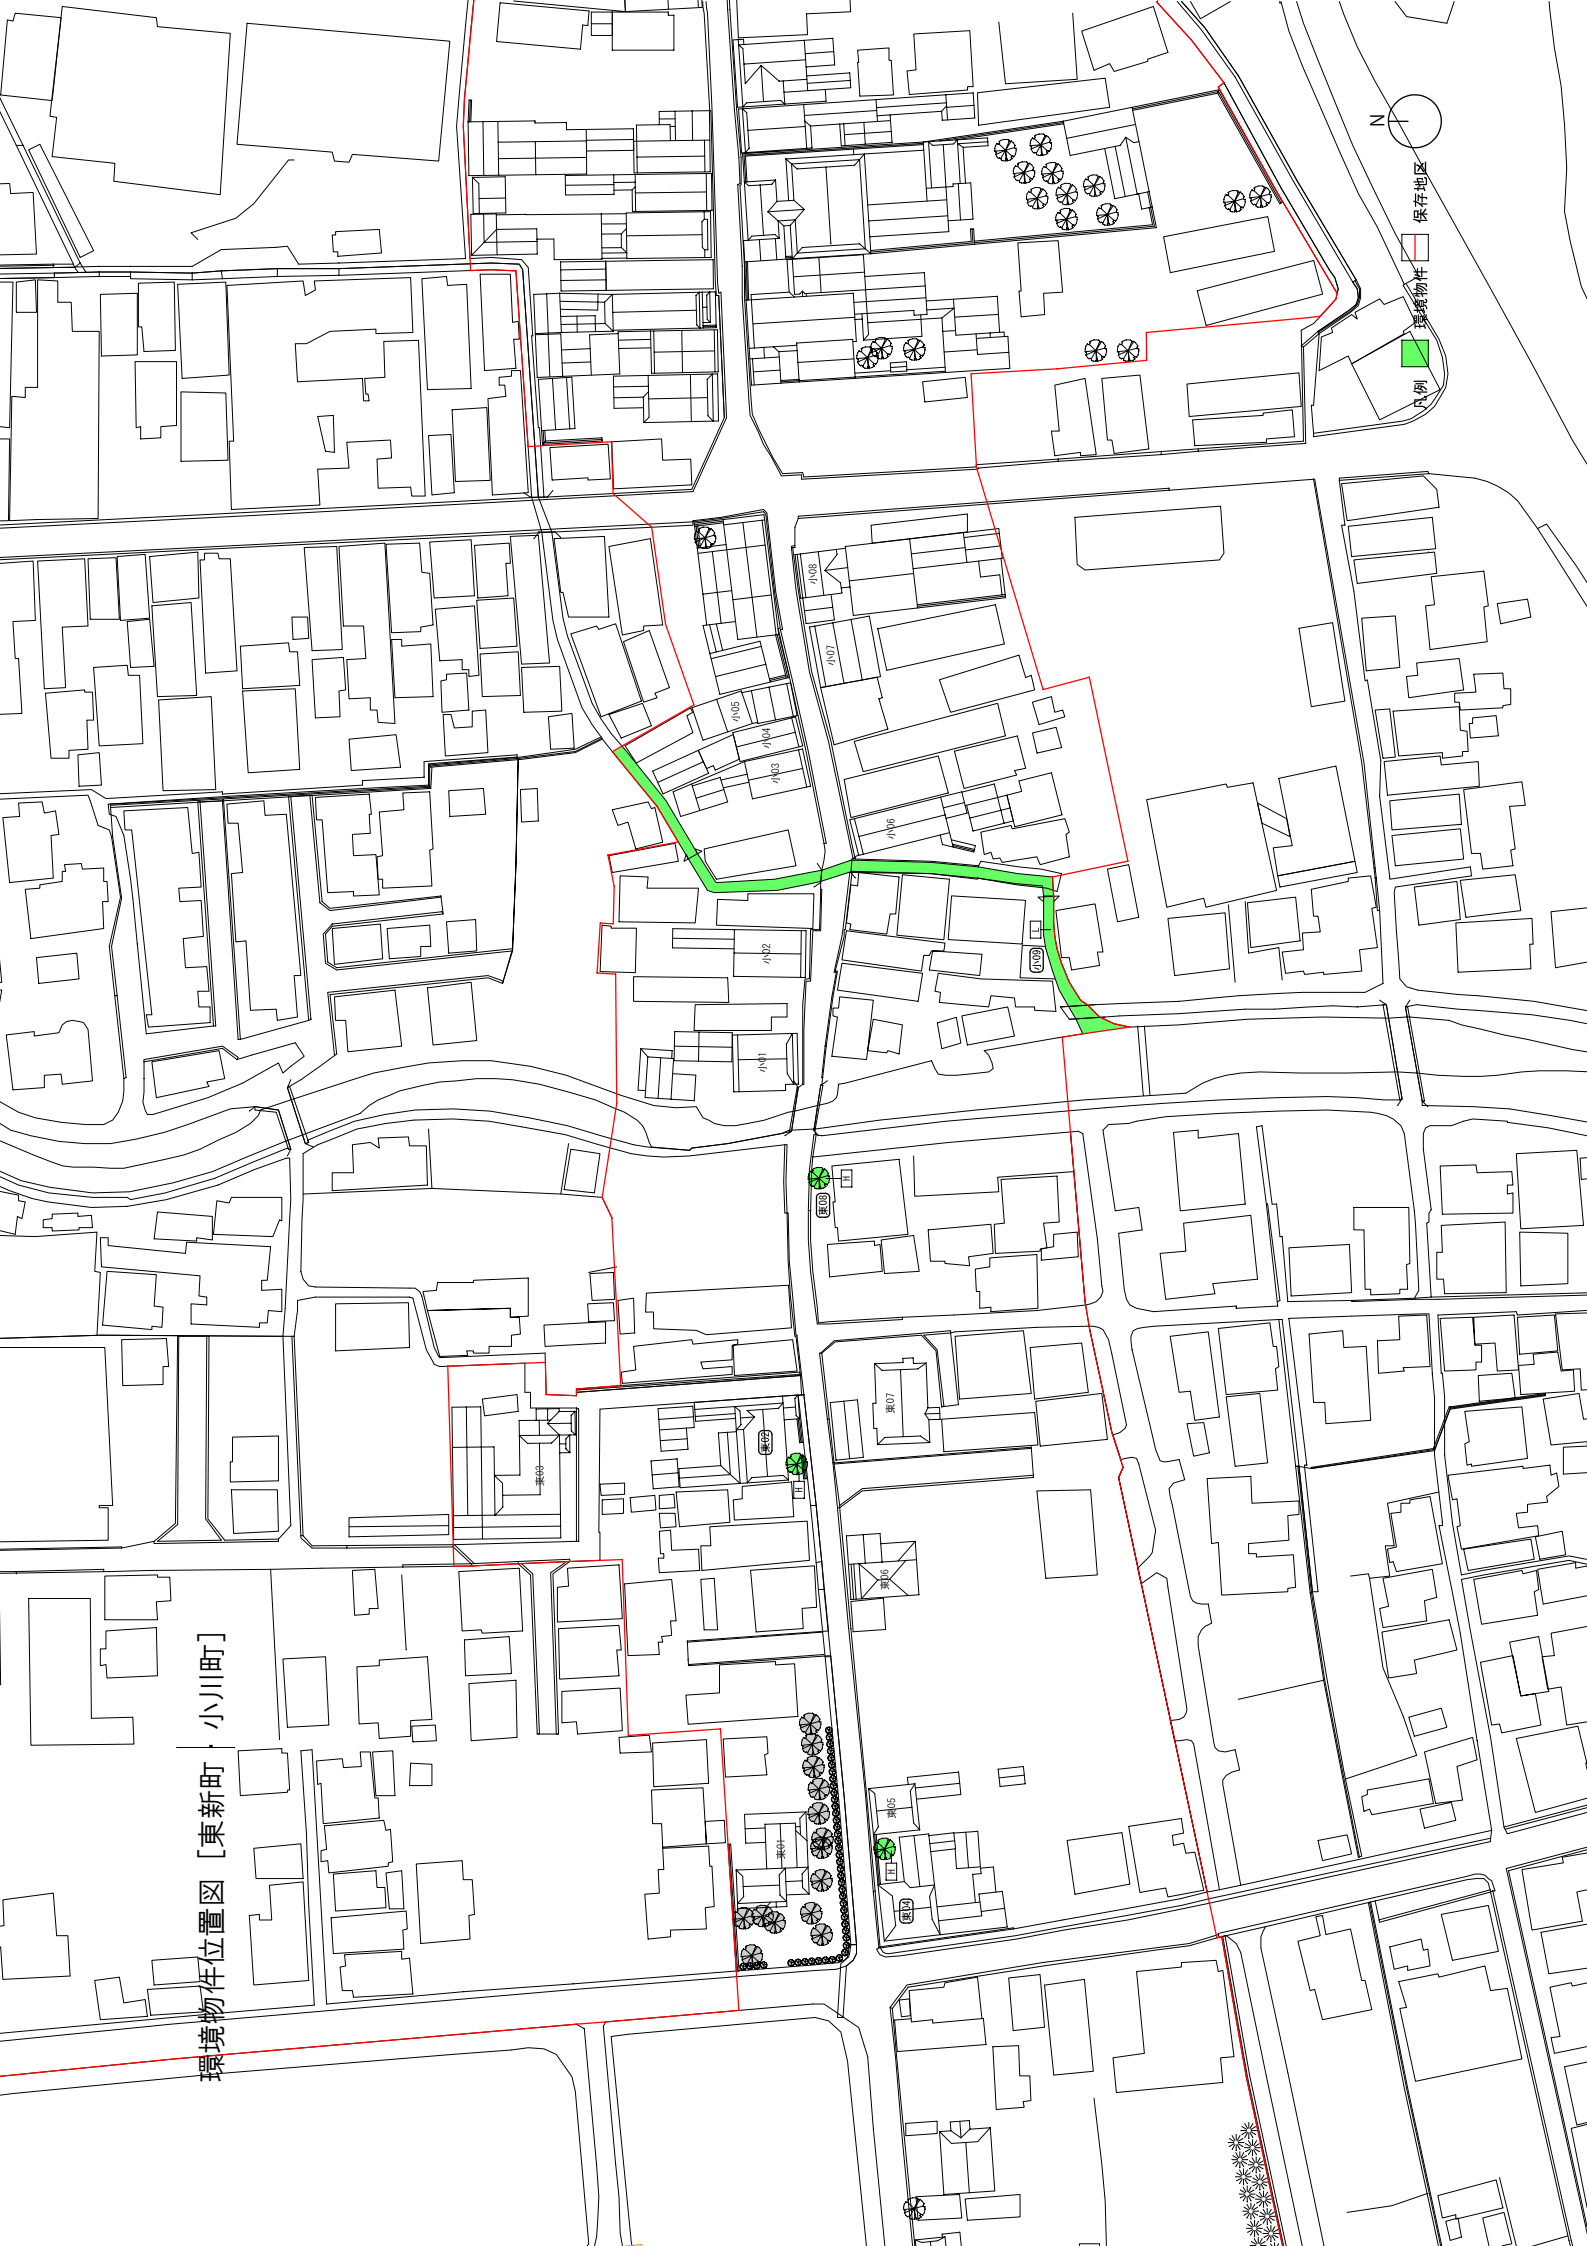 環境物件位置図 [東新町・小川町]
N
凡例 環境物件 保存地区
東01
東02
H
東03
東04
H
東05
東06
東07
東08
H
小01
小02
小03
小04
小05
小06
小07
小08
小09
L